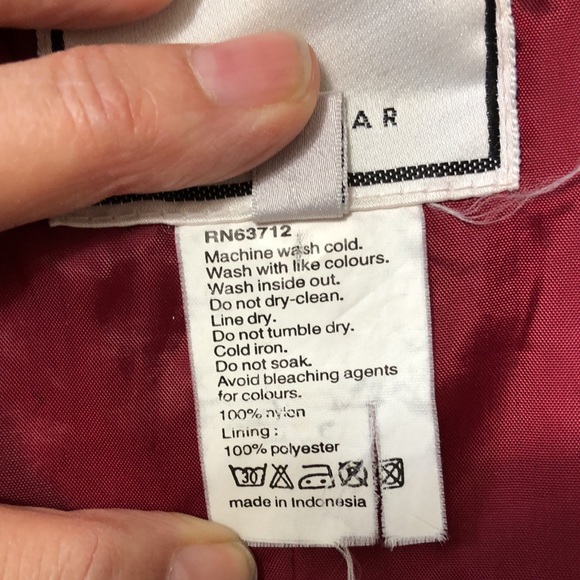 AR
RN63712
Machine wash cold.
Wash with like colours.
Wash inside out.
Do not dry-clean.
Line dry.
Do not tumble dry.
Cold iron.
Do not soak.
Avoid bleaching agents
for colours.
100% nylon
Lining :
100% polyester
30
made in Indonesia